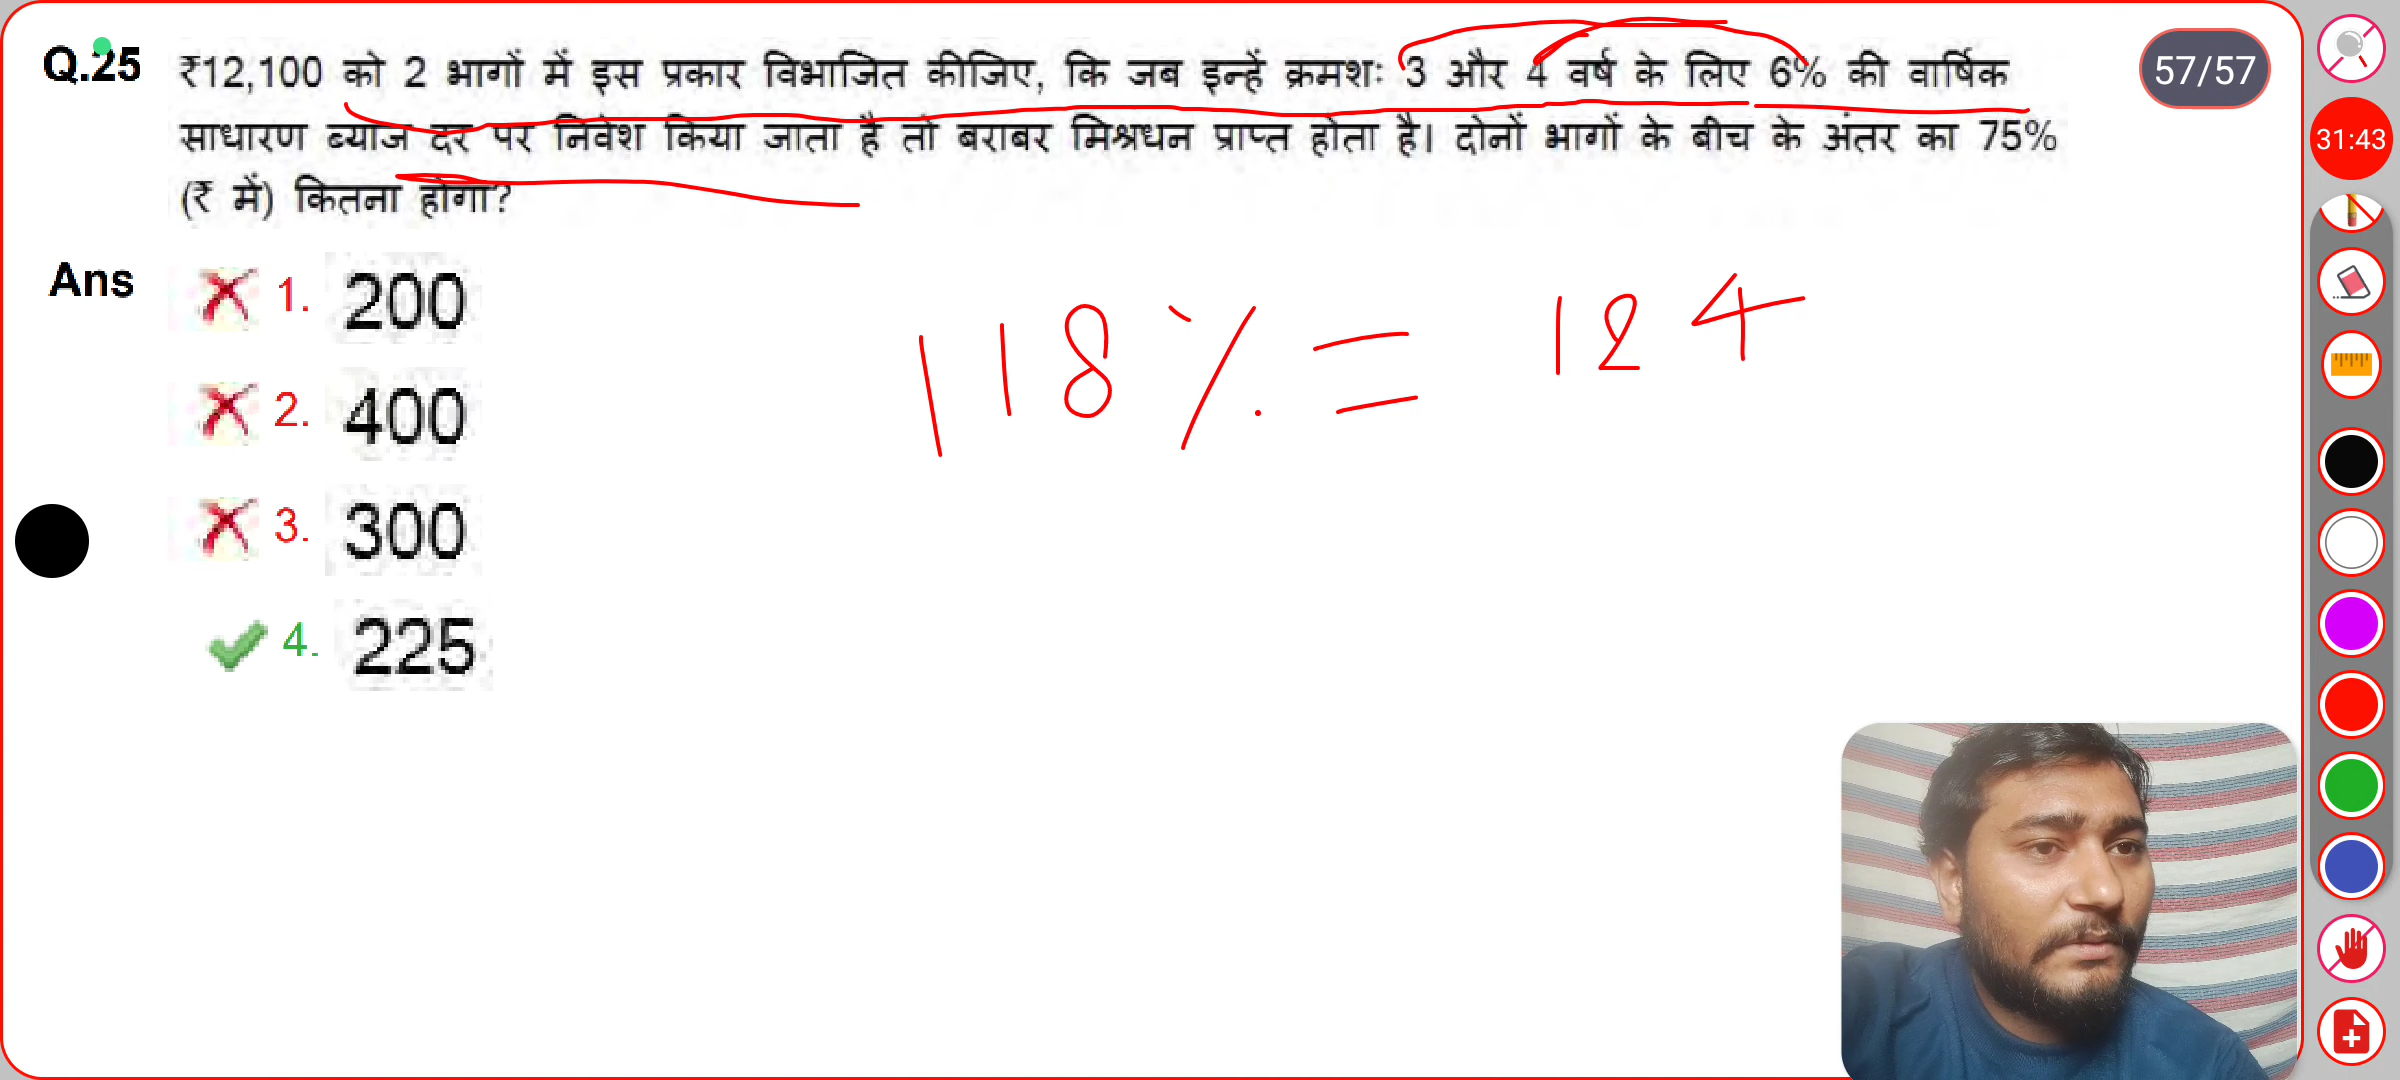 Q.25 ₹12,100 को 2 भागों में इस प्रकार विभाजित कीजिए, कि जब इन्हें क्रमशः 3 और 4 वर्ष के लिए 6% की वार्षिक
साधारण ब्याज दर पर निवेश किया जाता है तो बराबर मिश्रधन प्राप्त होता है। दोनों भागों के बीच के अंतर का 75%
(₹ में) कितना होगा?
57/57
31:43
Ans 1. 200
2. 400
3. 300
4. 225
118% = 124